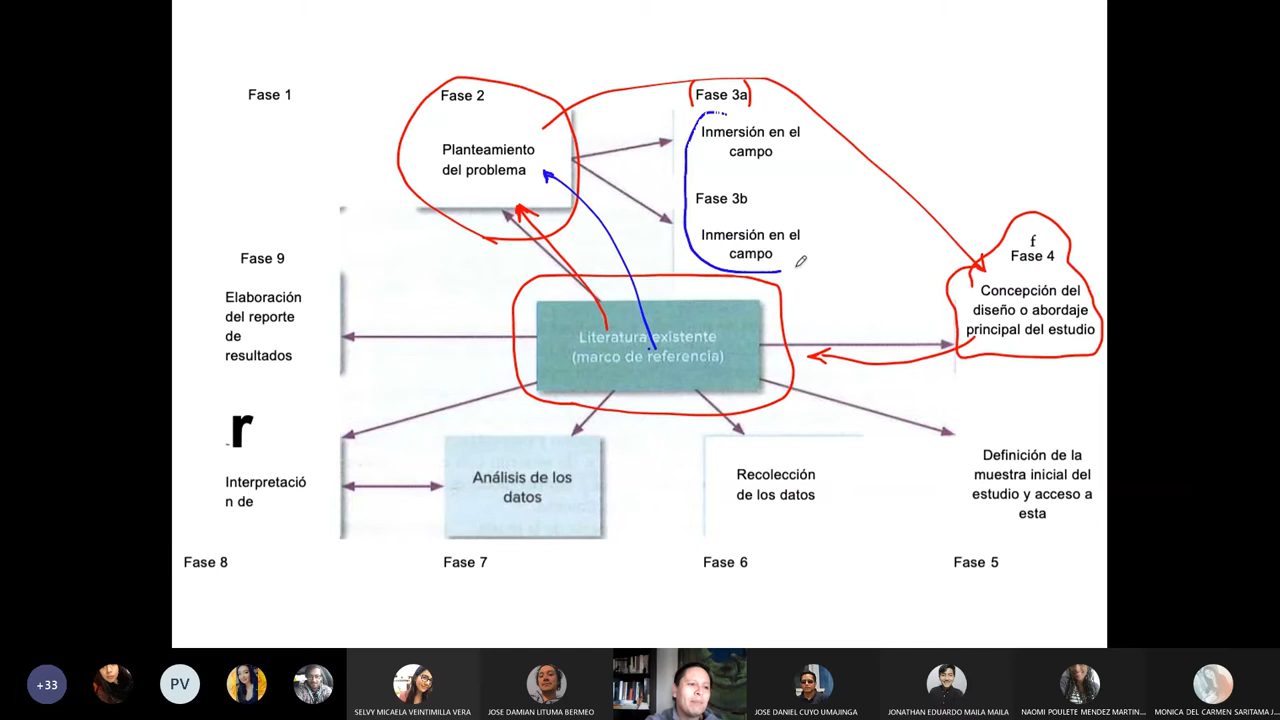 Fase 1
Fase 2
Fase 3a
Planteamiento
del problema
Inmersión en el
campo
Fase 3b
Inmersión en el
campo
f
Fase 4
Concepción del
diseño o abordaje
principal del estudio
Fase 9
Elaboración
del reporte
de
resultados
Literatura existente
(marco de referencia)
r
Interpretació
n de
Análisis de los
datos
Recolección
de los datos
Definición de la
muestra inicial del
estudio y acceso a
esta
Fase 8
Fase 7
Fase 6
Fase 5
+33
PV
SELVY MICAELA VEINTIMILLA VERA
JOSE DAMIAN LITUMA BERMEO
JOSE DANIEL CUYO UMAJINGA
JONATHAN EDUARDO MAILA MAILA
NAOMI POULETE MENDEZ MARTIN...
MONICA DEL CARMEN SARITAMA J...